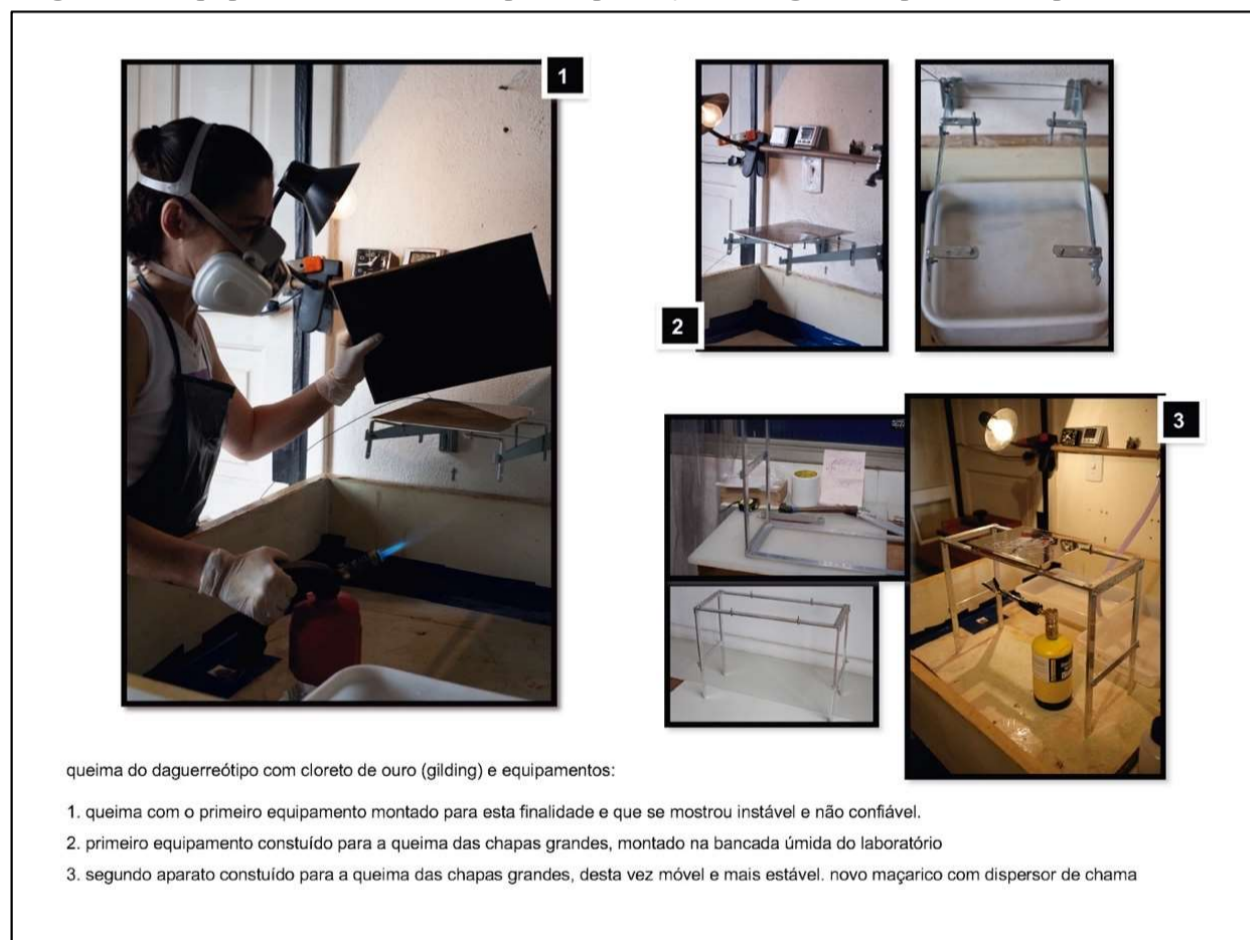 1
2
3
queima do daguerreótipo com cloreto de ouro (gilding) e equipamentos:
1. queima com o primeiro equipamento montado para esta finalidade e que se mostrou instável e não confiável.
2. primeiro equipamento constuído para a queima das chapas grandes, montado na bancada úmida do laboratório
3. segundo aparato constuído para a queima das chapas grandes, desta vez móvel e mais estável. novo maçarico com dispersor de chama